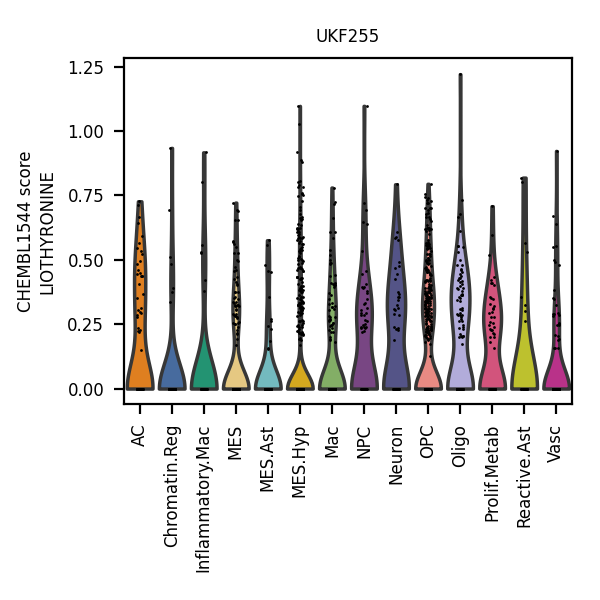 UKF255
CHEMBL1544 score
LIOTHYRONINE
1.25
1.00
0.75
0.50
0.25
0.00
AC
Chromatin.Reg
Inflammatory.Mac
MES
MES.Ast
MES.Hyp
Mac
NPC
Neuron
OPC
Oligo
Prolif.Metab
Reactive.Ast
Vasc